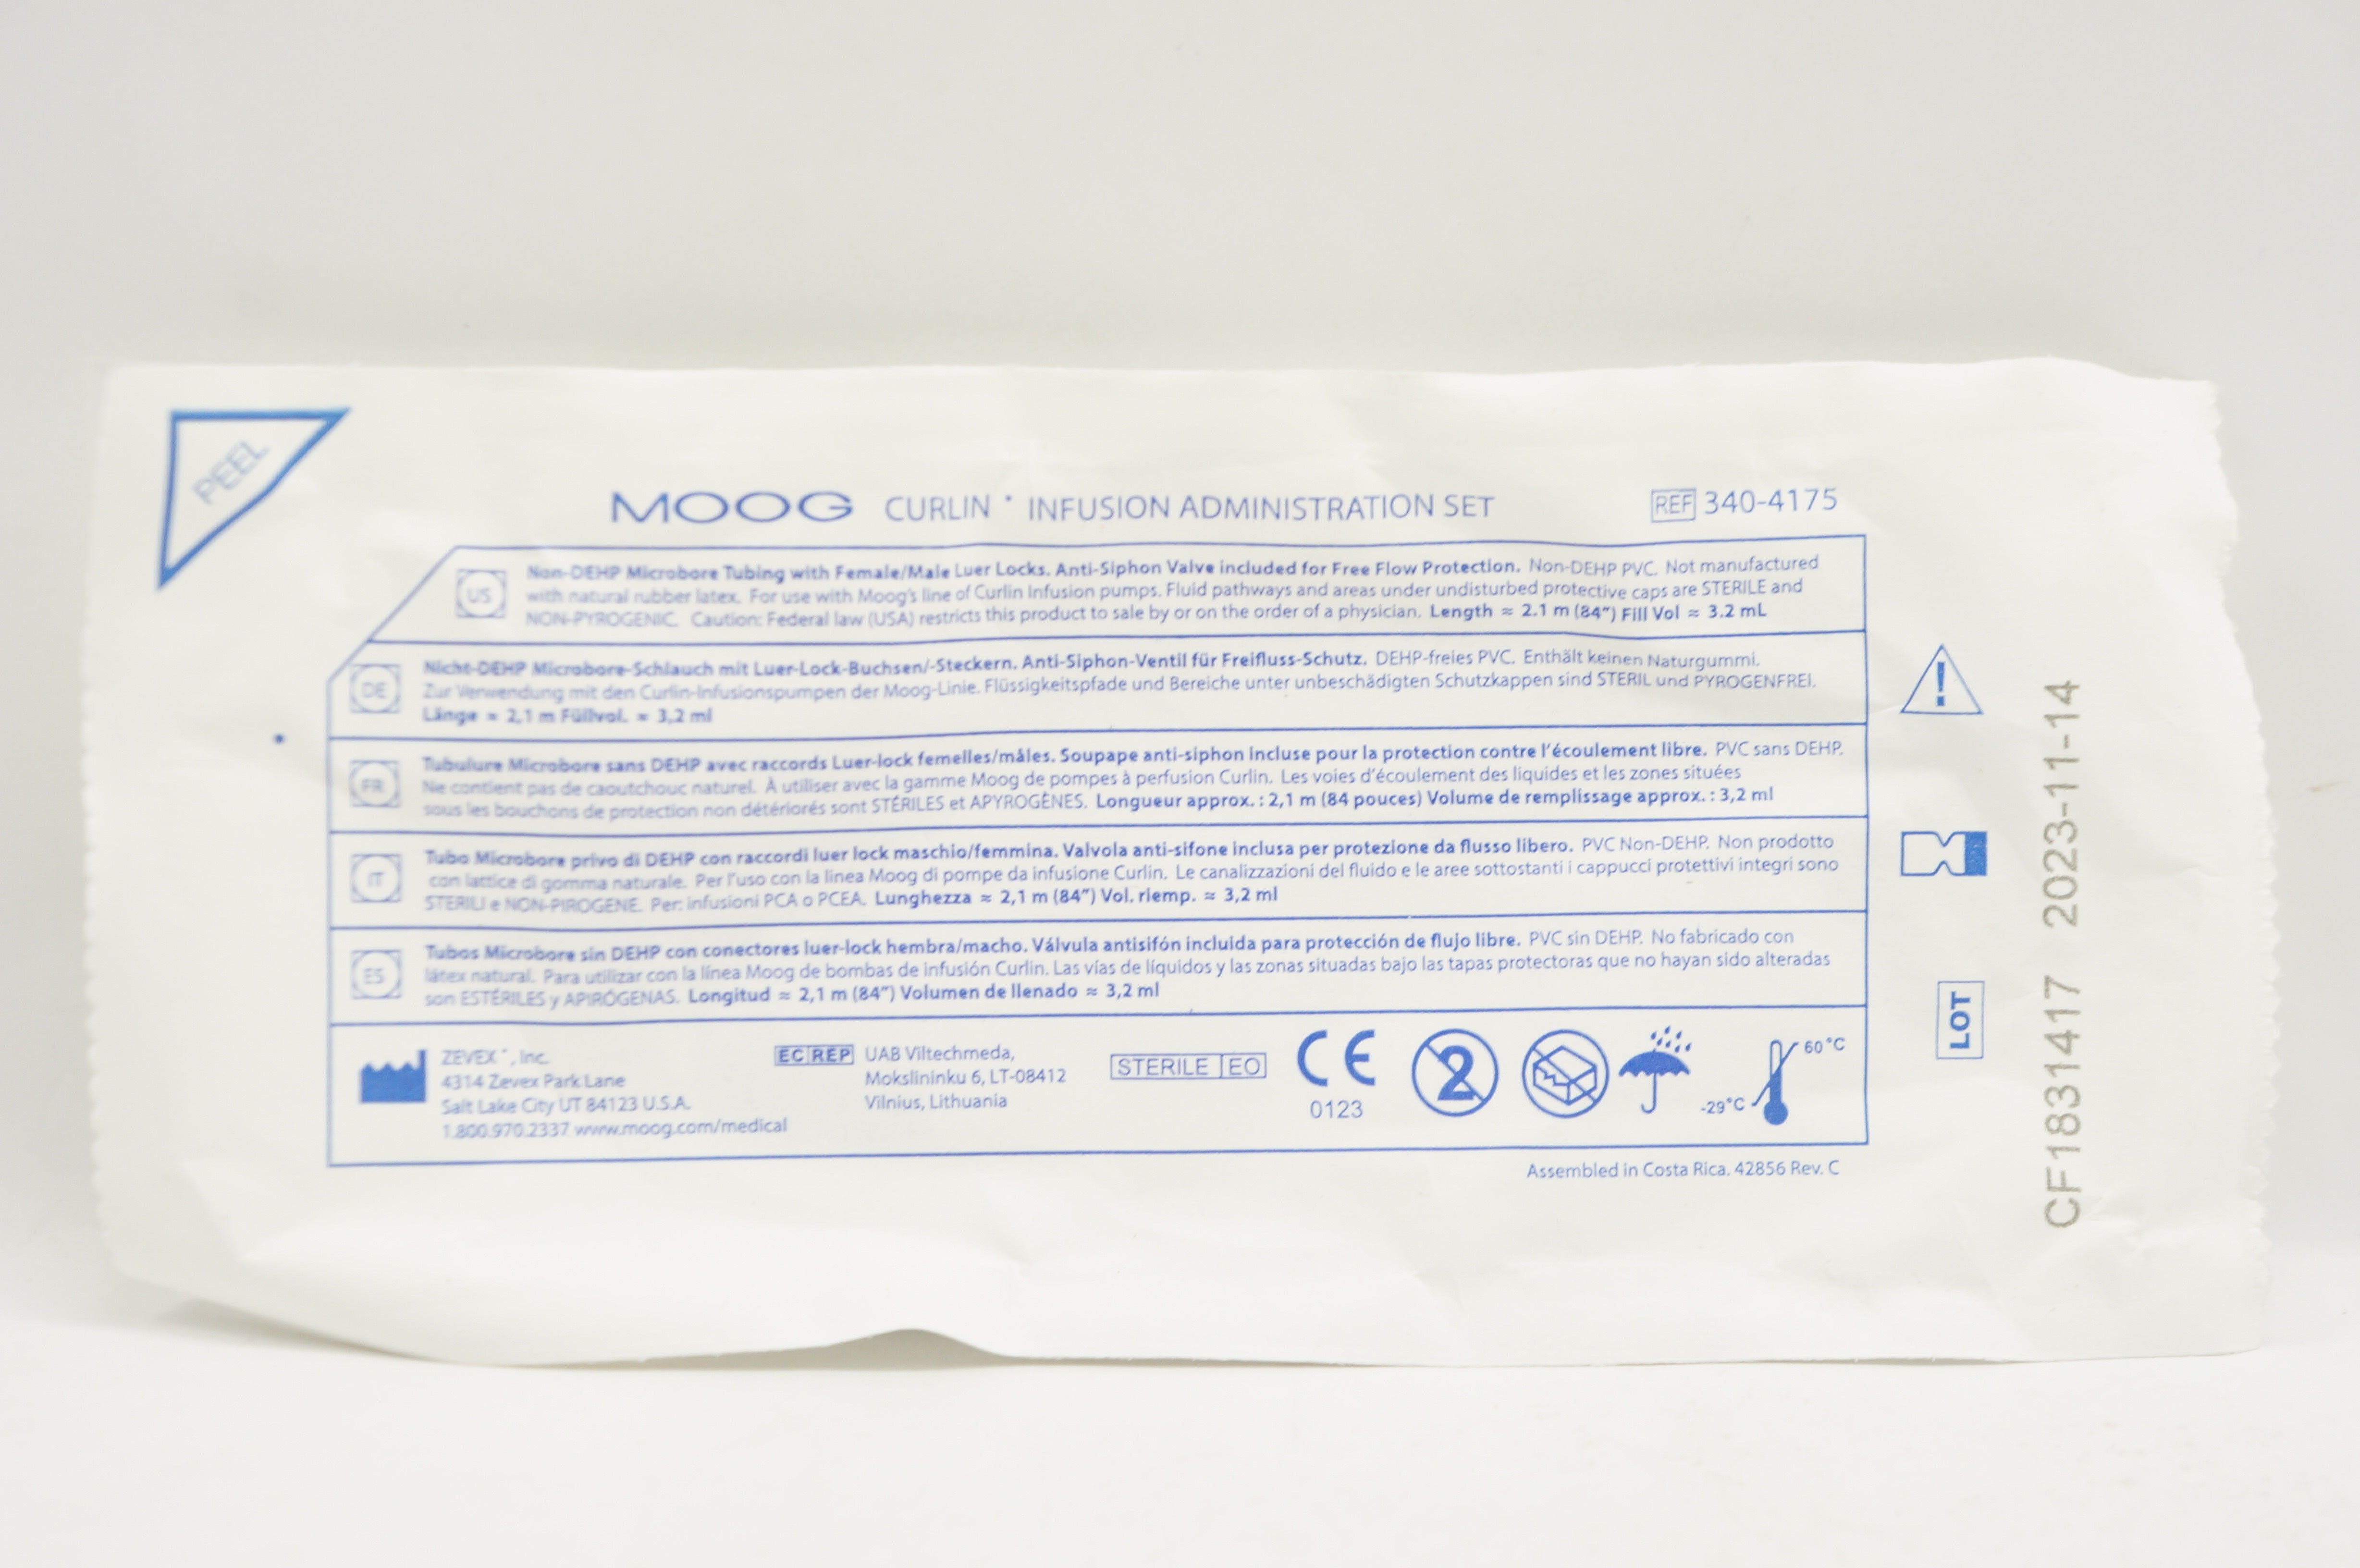 PEEL
MOOG CURLIN® INFUSION ADMINISTRATION SET REF 340-4175
US
Non-DEHP Microbore Tubing with Female/Male Luer Locks. Anti-Siphon Valve included for Free Flow Protection. Non-DEHP PVC. Not manufactured
with natural rubber latex. For use with Moog's line of Curlin Infusion pumps. Fluid pathways and areas under undisturbed protective caps are STERILE and
NON-PYROGENIC. Caution: Federal law (USA) restricts this product to sale by or on the order of a physician. Length ≈ 2.1 m (84") Fill Vol ≈ 3.2 mL
DE
Nicht-DEHP Microbore-Schlauch mit Luer-Lock-Buchsen/-Steckern. Anti-Siphon-Ventil für Freifluss-Schutz. DEHP-freies PVC. Enthält keinen Naturgummi.
Zur Verwendung mit den Curlin-Infusionspumpen der Moog-Linie. Flüssigkeitspfade und Bereiche unter unbeschädigten Schutzkappen sind STERIL und PYROGENFREI.
Länge ≈ 2,1 m Füllvol. ≈ 3,2 ml
FR
Tubulure Microbore sans DEHP avec raccords Luer-lock femelles/mâles. Soupape anti-siphon incluse pour la protection contre l'écoulement libre. PVC sans DEHP.
Ne contient pas de caoutchouc naturel. À utiliser avec la gamme Moog de pompes à perfusion Curlin. Les voies d'écoulement des liquides et les zones situées
sous les bouchons de protection non détériorés sont STÉRILES et APYROGÈNES. Longueur approx. : 2,1 m (84 pouces) Volume de remplissage approx. : 3,2 ml
IT
Tubo Microbore privo di DEHP con raccordi luer lock maschio/femmina. Valvola anti-sifone inclusa per protezione da flusso libero. PVC Non-DEHP. Non prodotto
con lattice di gomma naturale. Per l'uso con la linea Moog di pompe da infusione Curlin. Le canalizzazioni del fluido e le aree sottostanti i cappucci protettivi integri sono
STERILI e NON-PIROGENE. Per: infusioni PCA o PCEA. Lunghezza ≈ 2,1 m (84") Vol. riemp. ≈ 3,2 ml
ES
Tubos Microbore sin DEHP con conectores luer-lock hembra/macho. Válvula antisifón incluida para protección de flujo libre. PVC sin DEHP. No fabricado con
látex natural. Para utilizar con la línea Moog de bombas de infusión Curlin. Las vías de líquidos y las zonas situadas bajo las tapas protectoras que no hayan sido alteradas
son ESTÉRILES y APIRÓGENAS. Longitud ≈ 2,1 m (84") Volumen de llenado ≈ 3,2 ml
ZEVEX®, Inc.
4314 Zevex Park Lane
Salt Lake City UT 84123 U.S.A.
1.800.970.2337 www.moog.com/medical
EC REP UAB Viltechmeda,
Mokslininku 6, LT-08412
Vilnius, Lithuania
STERILE EO
CE
0123
2
60°C
-29°C
Assembled in Costa Rica. 42856 Rev. C
!
LOT
CF1831417 2023-11-14